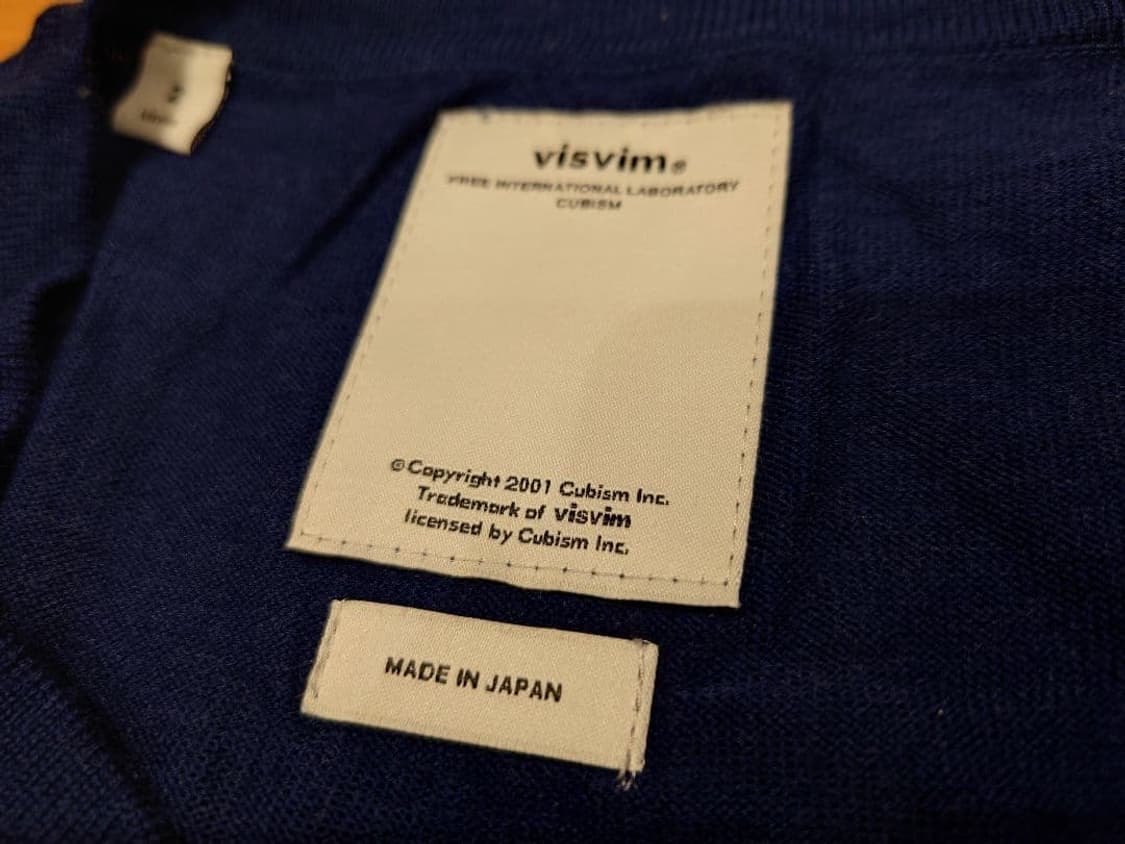 visvim®
FREE INTERNATIONAL LABORATORY
CUBISM
©Copyright 2001 Cubism Inc.
Trademark of visvim
licensed by Cubism Inc.
MADE IN JAPAN